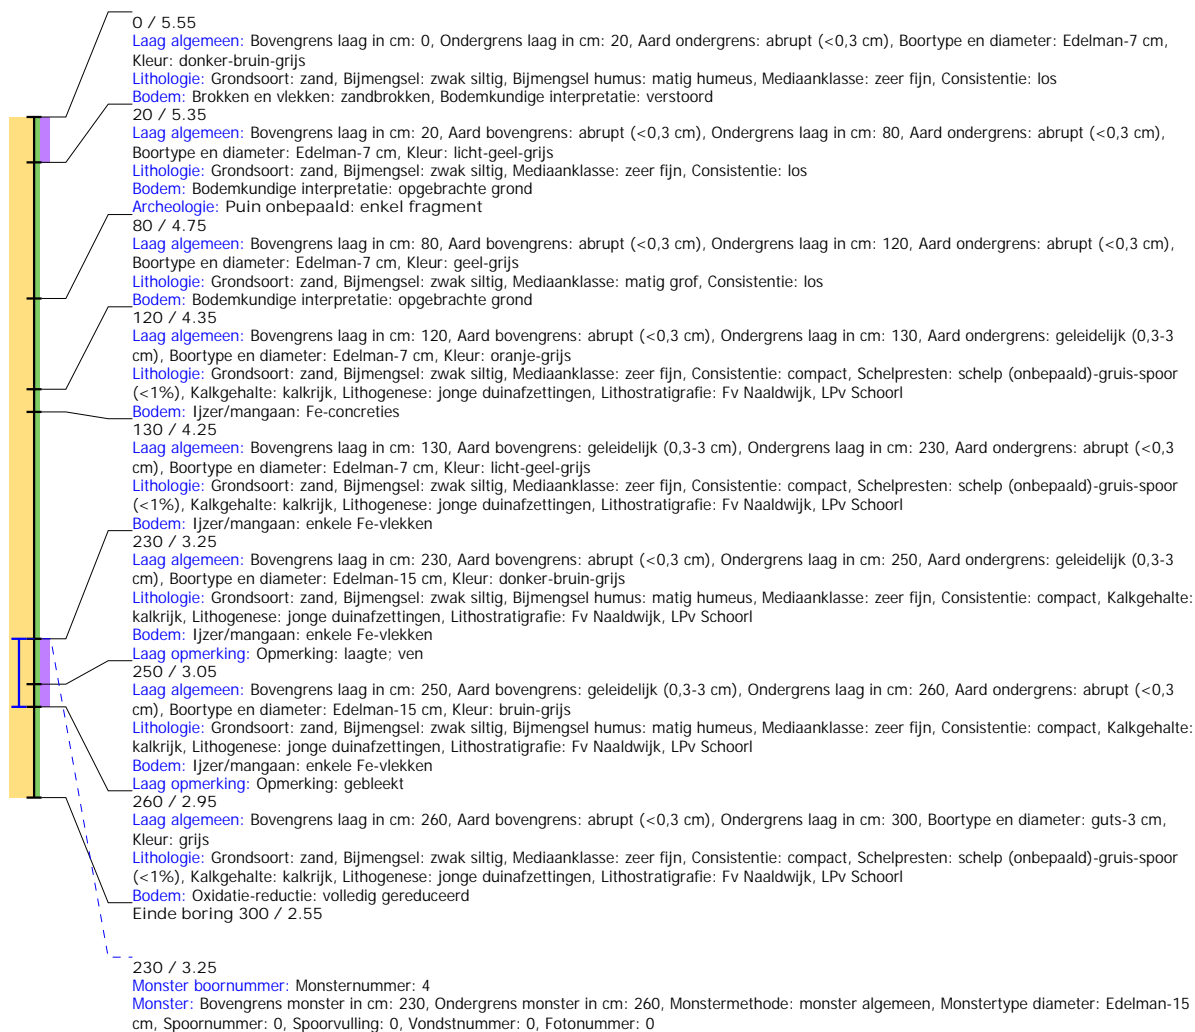 0 / 5.55
Laag algemeen: Bovengrens laag in cm: 0, Ondergrens laag in cm: 20, Aard ondergrens: abrupt (<0,3 cm), Boortype en diameter: Edelman-7 cm,
Kleur: donker-bruin-grijs
Lithologie: Grondsoort: zand, Bijmengsel: zwak siltig, Bijmengsel humus: matig humeus, Mediaanklasse: zeer fijn, Consistentie: los
Bodem: Brokken en vlekken: zandbrokken, Bodemkundige interpretatie: verstoord
20 / 5.35
Laag algemeen: Bovengrens laag in cm: 20, Aard bovengrens: abrupt (<0,3 cm), Ondergrens laag in cm: 80, Aard ondergrens: abrupt (<0,3 cm),
Boortype en diameter: Edelman-7 cm, Kleur: licht-geel-grijs
Lithologie: Grondsoort: zand, Bijmengsel: zwak siltig, Mediaanklasse: zeer fijn, Consistentie: los
Bodem: Bodemkundige interpretatie: opgebrachte grond
Archeologie: Puin onbepaald: enkel fragment
80 / 4.75
Laag algemeen: Bovengrens laag in cm: 80, Aard bovengrens: abrupt (<0,3 cm), Ondergrens laag in cm: 120, Aard ondergrens: abrupt (<0,3 cm),
Boortype en diameter: Edelman-7 cm, Kleur: geel-grijs
Lithologie: Grondsoort: zand, Bijmengsel: zwak siltig, Mediaanklasse: matig grof, Consistentie: los
Bodem: Bodemkundige interpretatie: opgebrachte grond
120 / 4.35
Laag algemeen: Bovengrens laag in cm: 120, Aard bovengrens: abrupt (<0,3 cm), Ondergrens laag in cm: 130, Aard ondergrens: geleidelijk (0,3-3
cm), Boortype en diameter: Edelman-7 cm, Kleur: oranje-grijs
Lithologie: Grondsoort: zand, Bijmengsel: zwak siltig, Mediaanklasse: zeer fijn, Consistentie: compact, Schelpresten: schelp (onbepaald)-gruis-spoor
(<1%), Kalkgehalte: kalkrijk, Lithogenese: jonge duinafzettingen, Lithostratigrafie: Fv Naaldwijk, LPv Schoorl
Bodem: Ijzer/mangaan: Fe-concreties
130 / 4.25
Laag algemeen: Bovengrens laag in cm: 130, Aard bovengrens: geleidelijk (0,3-3 cm), Ondergrens laag in cm: 230, Aard ondergrens: abrupt (<0,3
cm), Boortype en diameter: Edelman-7 cm, Kleur: licht-geel-grijs
Lithologie: Grondsoort: zand, Bijmengsel: zwak siltig, Mediaanklasse: zeer fijn, Consistentie: compact, Schelpresten: schelp (onbepaald)-gruis-spoor
(<1%), Kalkgehalte: kalkrijk, Lithogenese: jonge duinafzettingen, Lithostratigrafie: Fv Naaldwijk, LPv Schoorl
Bodem: Ijzer/mangaan: enkele Fe-vlekken
230 / 3.25
Laag algemeen: Bovengrens laag in cm: 230, Aard bovengrens: abrupt (<0,3 cm), Ondergrens laag in cm: 250, Aard ondergrens: geleidelijk (0,3-3
cm), Boortype en diameter: Edelman-15 cm, Kleur: donker-bruin-grijs
Lithologie: Grondsoort: zand, Bijmengsel: zwak siltig, Bijmengsel humus: matig humeus, Mediaanklasse: zeer fijn, Consistentie: compact, Kalkgehalte:
kalkrijk, Lithogenese: jonge duinafzettingen, Lithostratigrafie: Fv Naaldwijk, LPv Schoorl
Bodem: Ijzer/mangaan: enkele Fe-vlekken
Laag opmerking: Opmerking: laagte; ven
250 / 3.05
Laag algemeen: Bovengrens laag in cm: 250, Aard bovengrens: geleidelijk (0,3-3 cm), Ondergrens laag in cm: 260, Aard ondergrens: abrupt (<0,3
cm), Boortype en diameter: Edelman-15 cm, Kleur: bruin-grijs
Lithologie: Grondsoort: zand, Bijmengsel: zwak siltig, Bijmengsel humus: matig humeus, Mediaanklasse: zeer fijn, Consistentie: compact, Kalkgehalte:
kalkrijk, Lithogenese: jonge duinafzettingen, Lithostratigrafie: Fv Naaldwijk, LPv Schoorl
Bodem: Ijzer/mangaan: enkele Fe-vlekken
Laag opmerking: Opmerking: gebleekt
260 / 2.95
Laag algemeen: Bovengrens laag in cm: 260, Aard bovengrens: abrupt (<0,3 cm), Ondergrens laag in cm: 300, Boortype en diameter: guts-3 cm,
Kleur: grijs
Lithologie: Grondsoort: zand, Bijmengsel: zwak siltig, Mediaanklasse: zeer fijn, Consistentie: compact, Schelpresten: schelp (onbepaald)-gruis-spoor
(<1%), Kalkgehalte: kalkrijk, Lithogenese: jonge duinafzettingen, Lithostratigrafie: Fv Naaldwijk, LPv Schoorl
Bodem: Oxidatie-reductie: volledig gereduceerd
Einde boring 300 / 2.55
230 / 3.25
Monster boornummer: Monsternummer: 4
Monster: Bovengrens monster in cm: 230, Ondergrens monster in cm: 260, Monstermethode: monster algemeen, Monstertype diameter: Edelman-15
cm, Spoornummer: 0, Spoorvulling: 0, Vondstnummer: 0, Fotonummer: 0